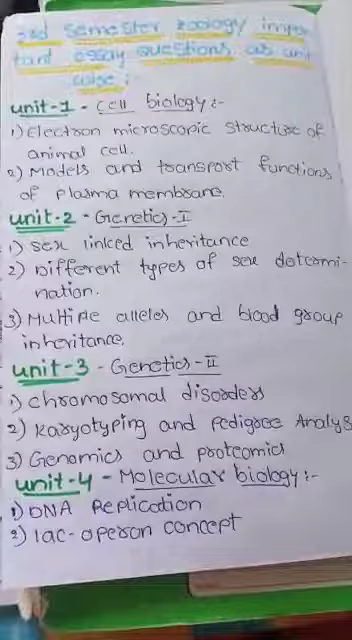 3rd semester zoology impor
tant essay questions as unit
wise :-
unit-1 - cell biology :-
1) Electron microscopic structure of
animal cell.
2) Models and transport functions
of plasma membrane.
unit-2 - Genetics-I
1) sex linked inheritance
2) Different types of sex determi-
nation.
3) Multiple alleles and blood group
inheritance.
unit-3 - Genetics-II
1) chromosomal disorders
2) Karyotyping and Pedigree Analys
3) Genomics and proteomics
unit-4 - Molecular biology :-
1) DNA Replication
2) lac-operon concept